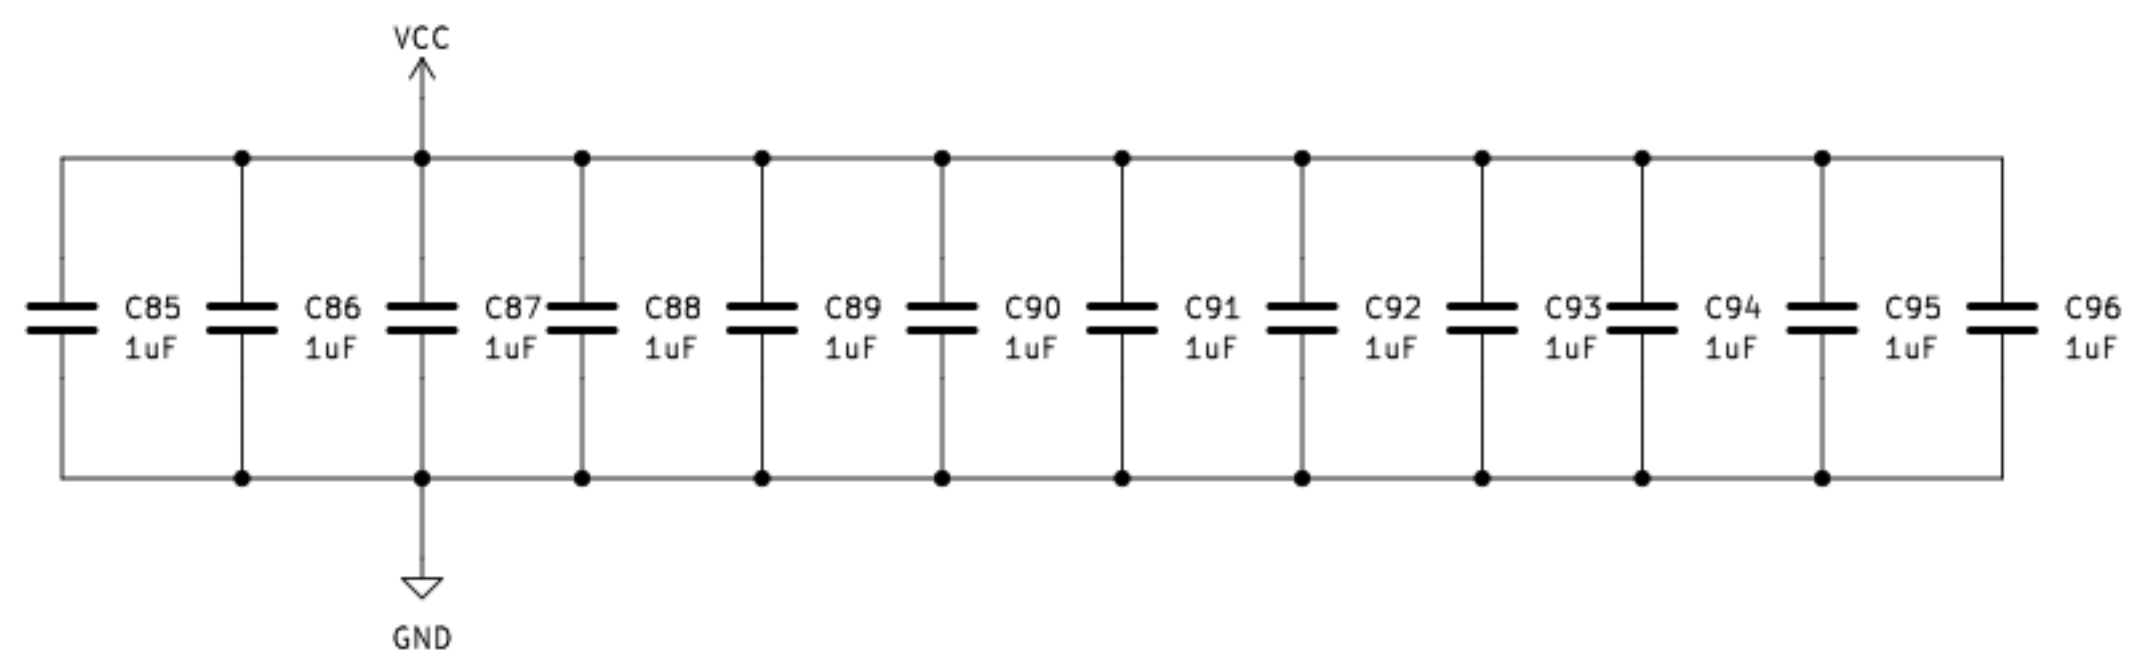 VCC
C85 C86 C87 C88 C89 C90 C91 C92 C93 C94 C95 C96
1uF 1uF 1uF 1uF 1uF 1uF 1uF 1uF 1uF 1uF 1uF 1uF
GND